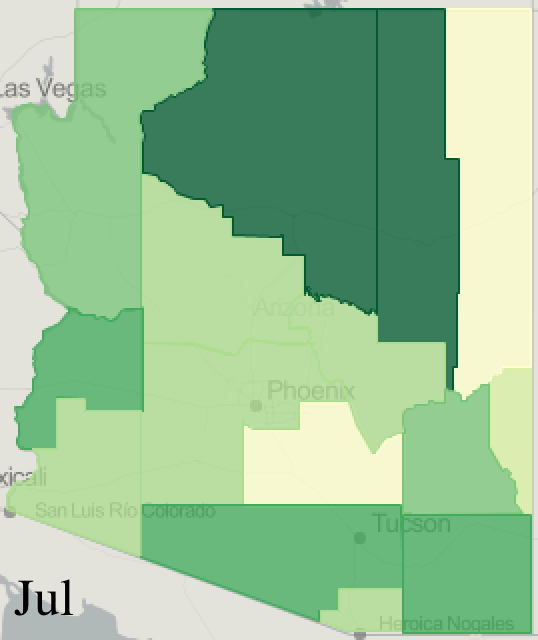 Las Vegas
Arizona
Phoenix
xicali
San Luis Río Colorado
Tucson
Jul
Heroica Nogales